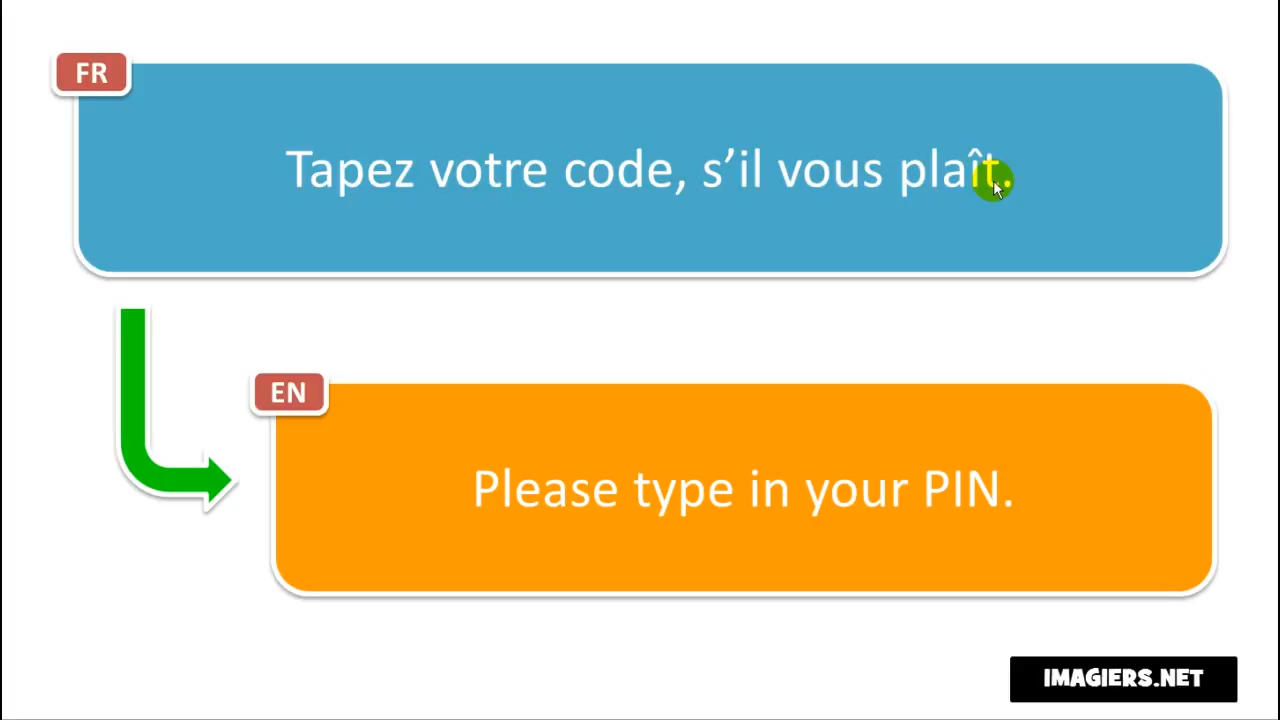 FR
Tapez votre code, s’il vous plaît.
EN
Please type in your PIN.
IMAGIERS.NET